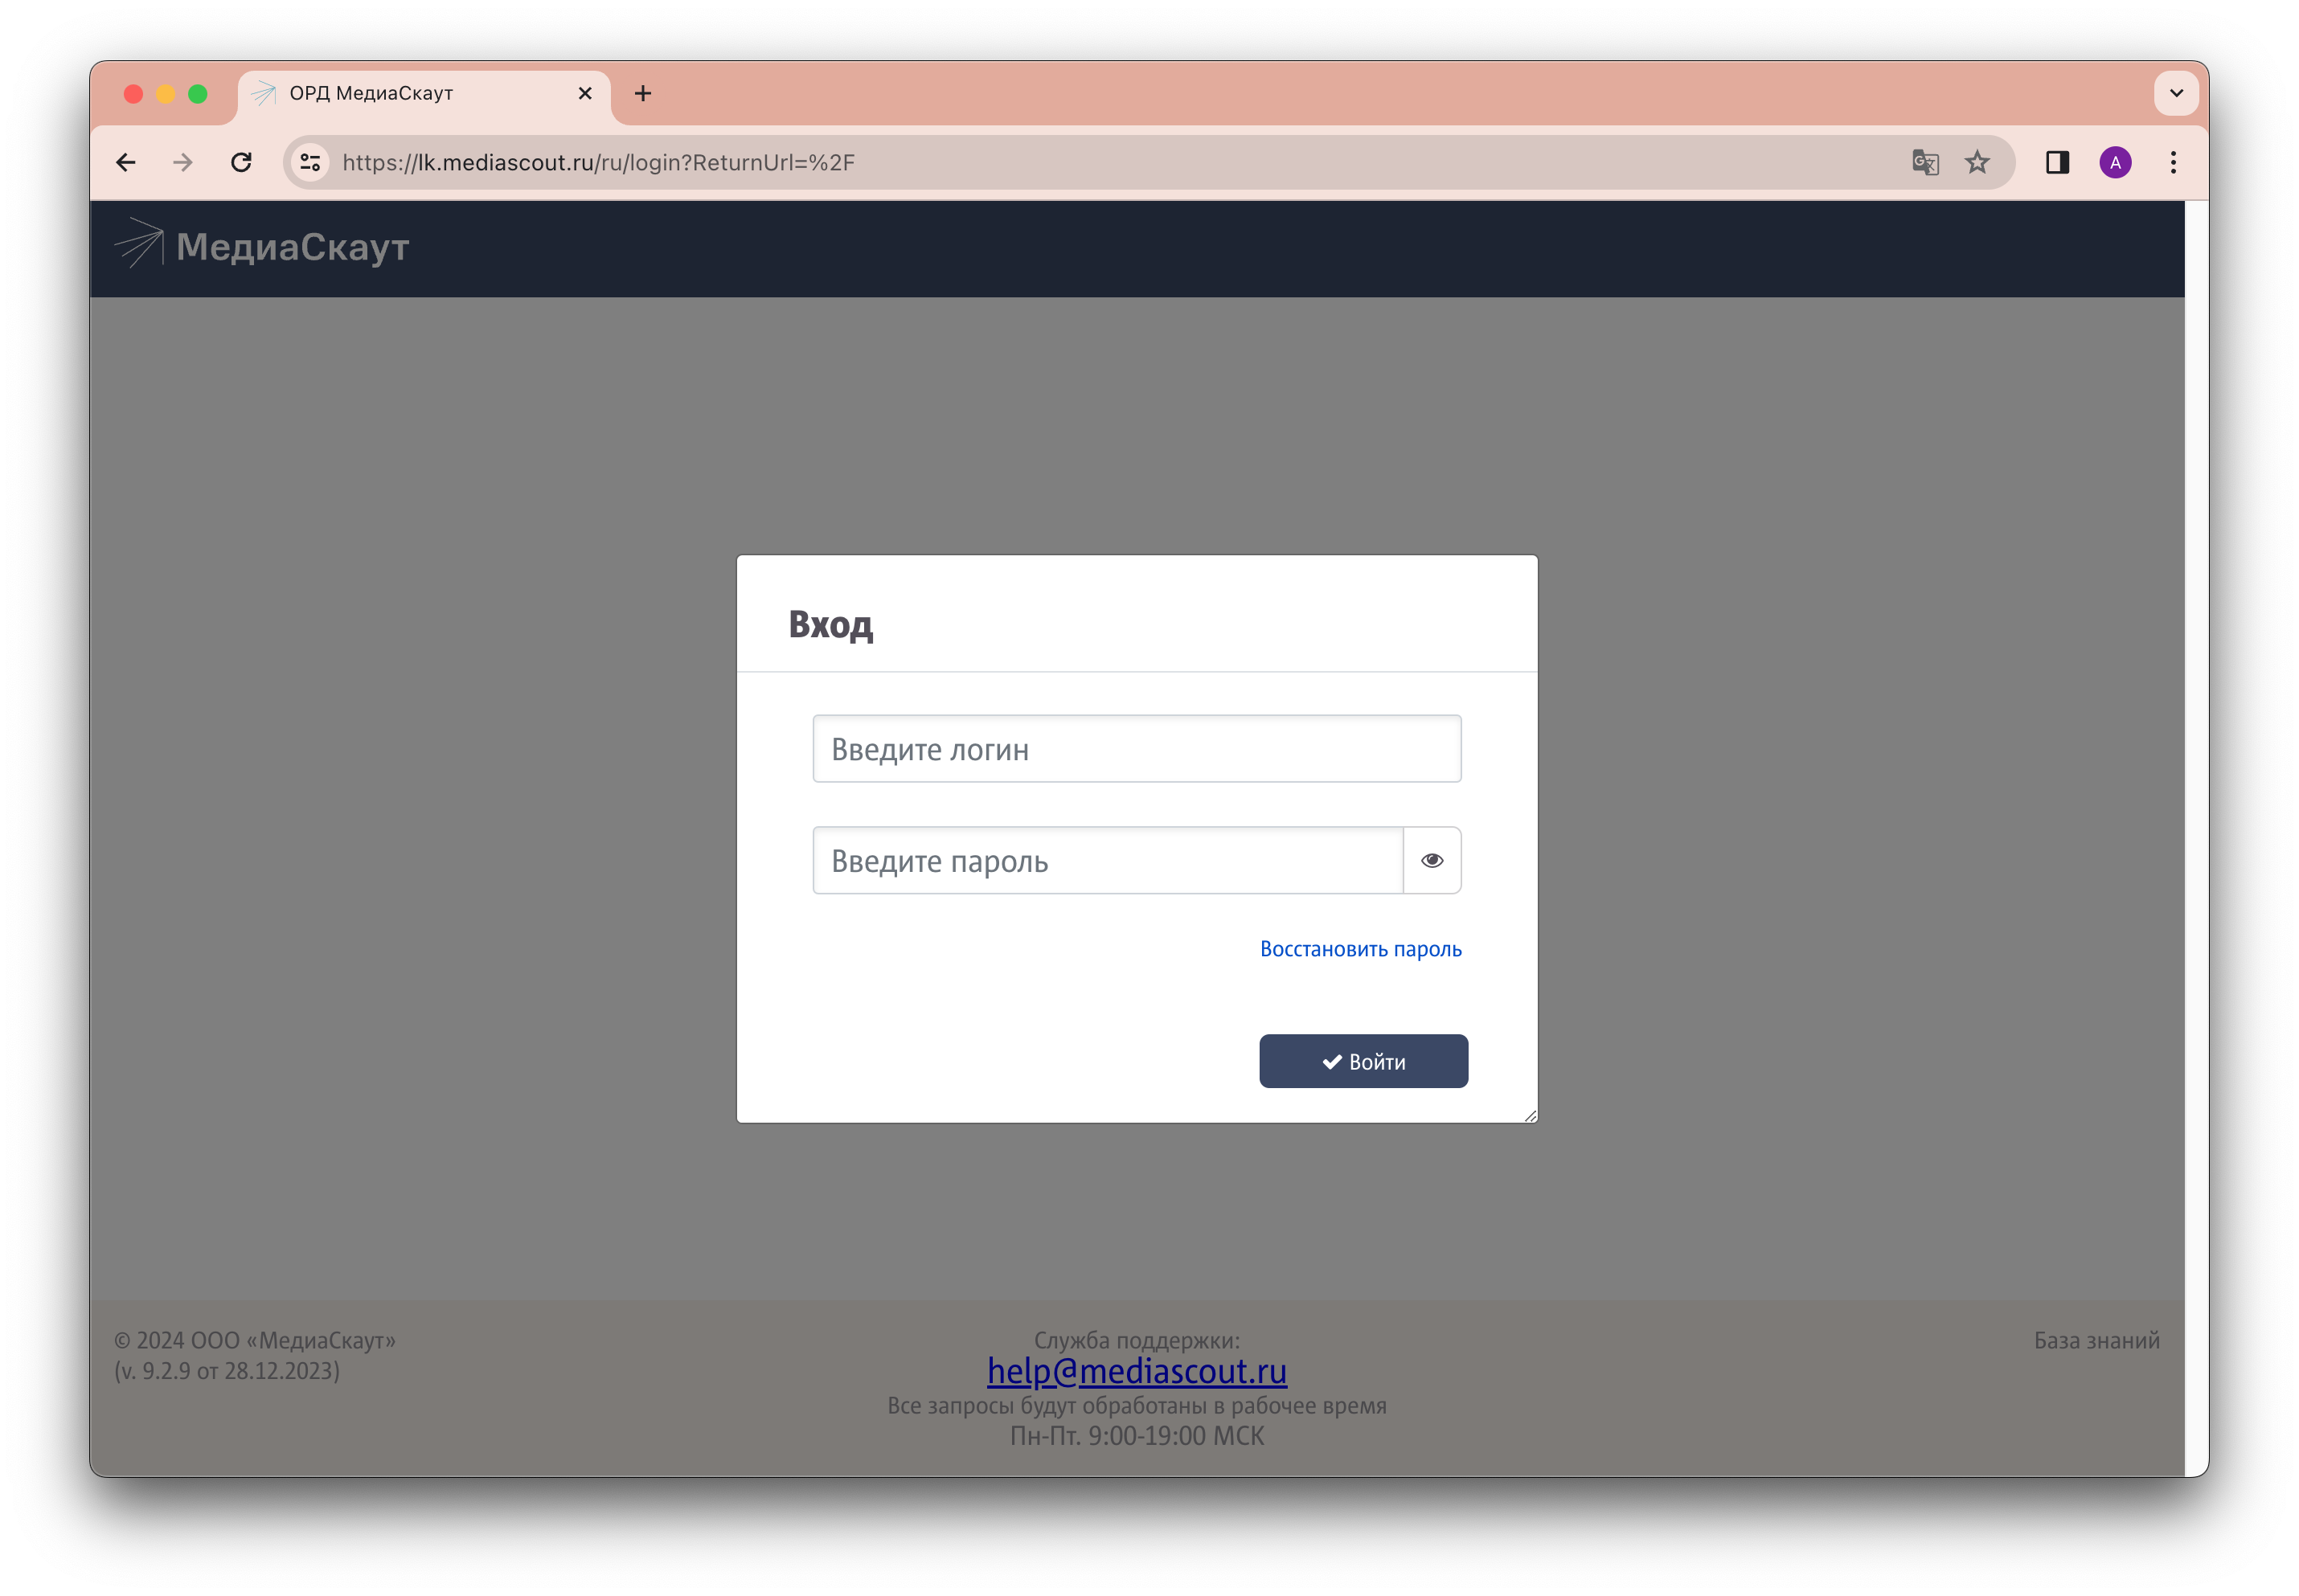 ОРД МедиаСкаут
https://lk.mediascout.ru/ru/login?ReturnUrl=%2F
A
МедиаСкаут
Вход
Введите логин
Введите пароль
Восстановить пароль
Войти
© 2024 ООО «МедиаСкаут»
(v. 9.2.9 от 28.12.2023)
Служба поддержки:
help@mediascout.ru
Все запросы будут обработаны в рабочее время
Пн-Пт. 9:00-19:00 МСК
База знаний